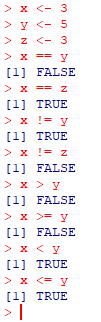 > x <- 3
> y <- 5
> z <- 3
> x == y
[1] FALSE
> x == z
[1] TRUE
> x != y
[1] TRUE
> x != z
[1] FALSE
> x > y
[1] FALSE
> x >= y
[1] FALSE
> x < y
[1] TRUE
> x <= y
[1] TRUE
>